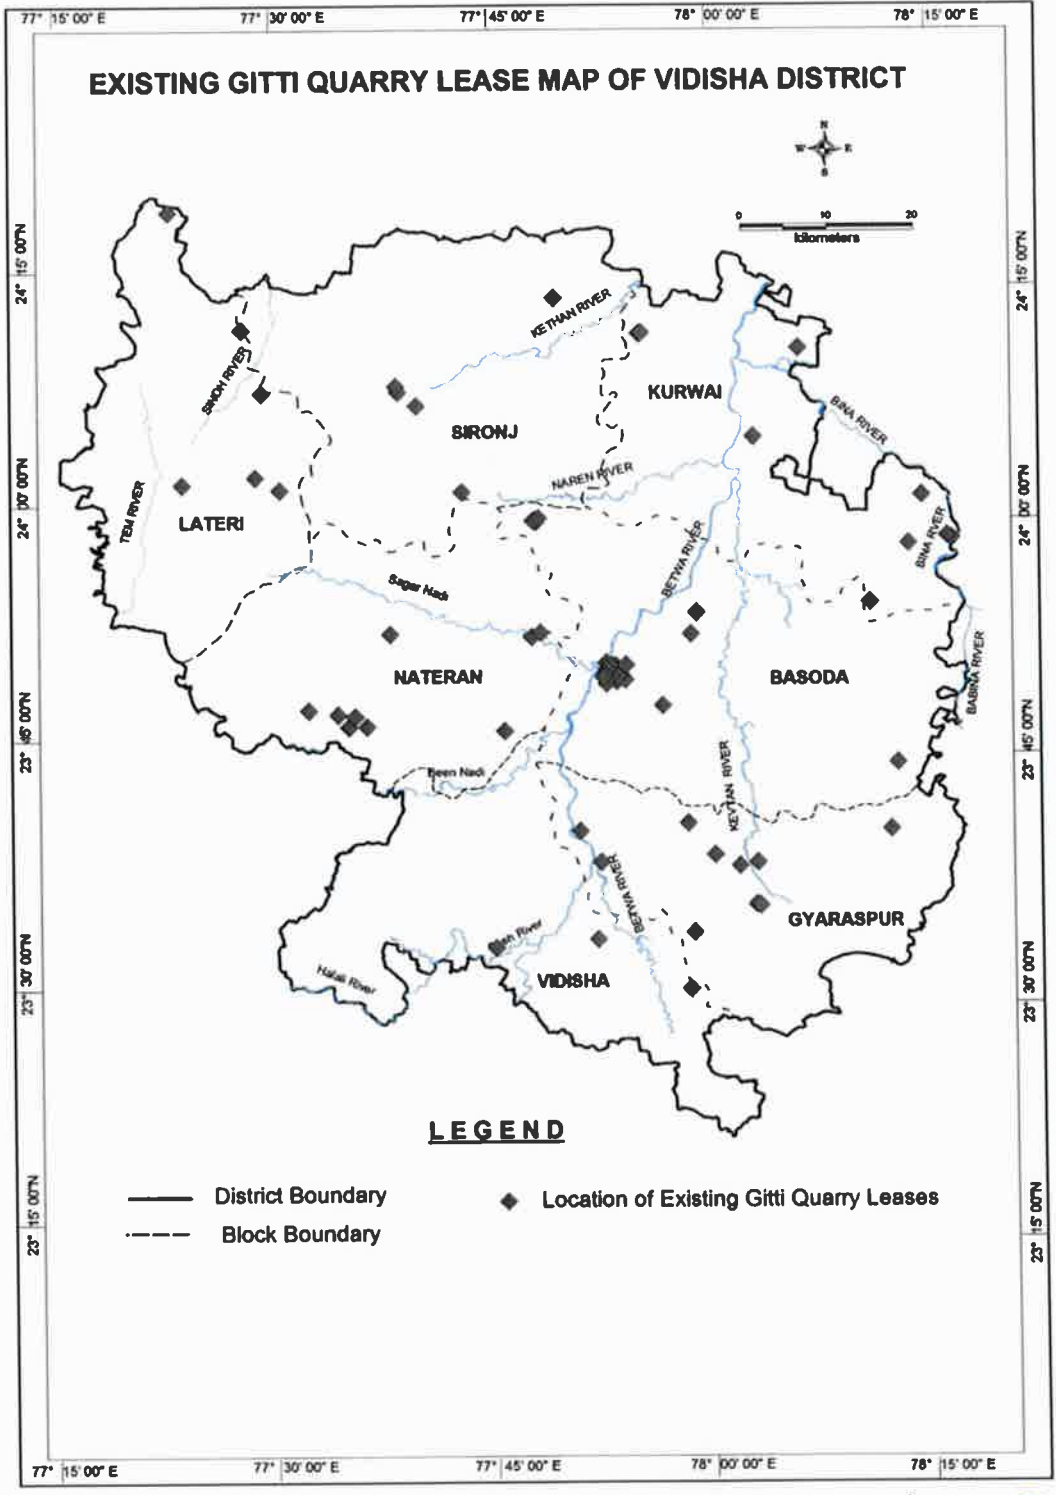 77° 15' 00" E 77° 30' 00" E 77° 45' 00" E 78° 00' 00" E 78° 15' 00" E
EXISTING GITTI QUARRY LEASE MAP OF VIDISHA DISTRICT
N
W E
S
0 10 20
kilometers
24° 15' 00"N
24° 15' 00"N
KETHAN RIVER
SINDH RIVER
KURWAI
BINA RIVER
SIRONJ
NAREN RIVER
24° 00' 00"N
24° 00' 00"N
TEM RIVER
LATERI
BINA RIVER
BETWA RIVER
Sagar Nadi
NATERAN
BASODA
BABINA RIVER
23° 45' 00"N
23° 45' 00"N
Been Nadi
KEVTAN RIVER
BETWA RIVER
GYARASPUR
River
Halali River
VIDISHA
23° 30' 00"N
23° 30' 00"N
LEGEND
District Boundary
Location of Existing Gitti Quarry Leases
Block Boundary
23° 15' 00"N
23° 15' 00"N
77° 15' 00" E 77° 30' 00" E 77° 45' 00" E 78° 00' 00" E 78° 15' 00" E